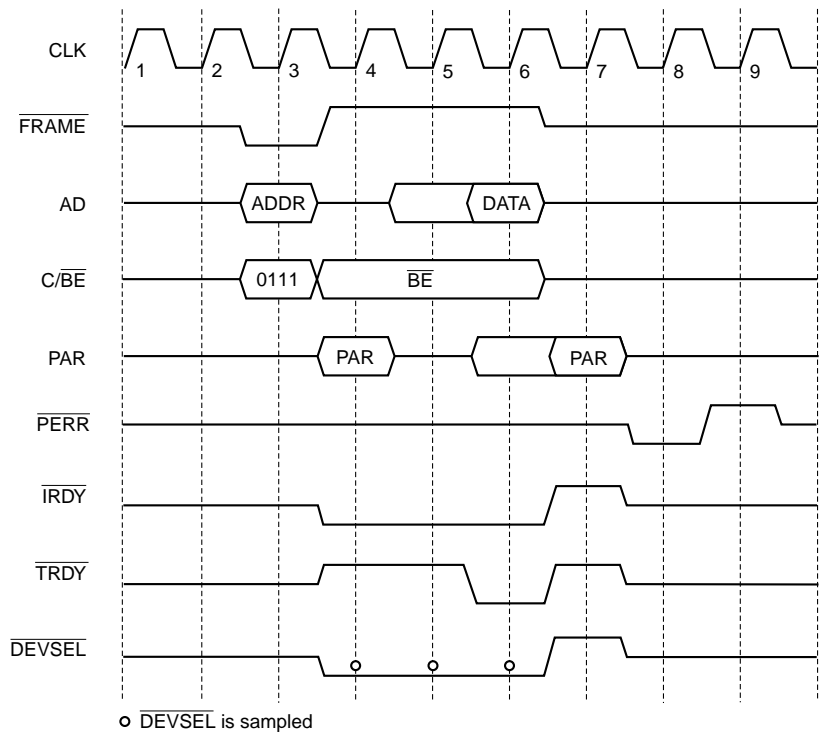 CLK
1 2 3 4 5 6 7 8 9
FRAME
AD ADDR DATA
C/BE 0111 BE
PAR PAR PAR
PERR
IRDY
TRDY
DEVSEL
DEVSEL is sampled